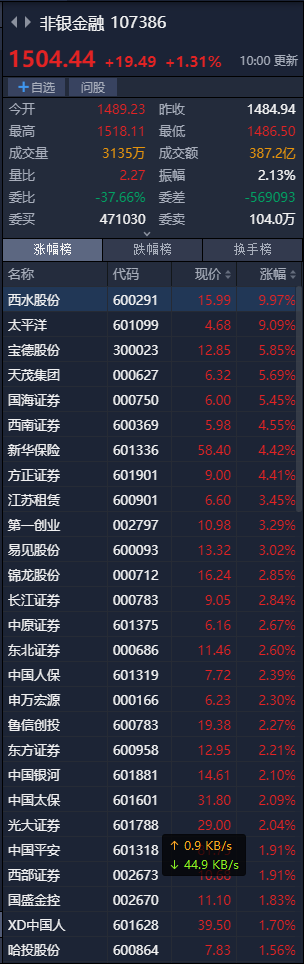 非银金融 107386
1504.44 +19.49 +1.31% 10:00 更新
+自选 问股
今开 1489.23 昨收 1484.94
最高 1518.11 最低 1486.50
成交量 3135万 成交额 387.2亿
量比 2.27 振幅 2.13%
委比 -37.66% 委差 -569093
委买 471030 委卖 104.0万
涨幅榜 跌幅榜 换手榜
名称 代码 现价 涨幅
西水股份 600291 15.99 9.97%
太平洋 601099 4.68 9.09%
宝德股份 300023 12.85 5.85%
天茂集团 000627 6.32 5.69%
国海证券 000750 6.00 5.45%
西南证券 600369 5.98 4.55%
新华保险 601336 58.40 4.42%
方正证券 601901 9.00 4.41%
江苏租赁 600901 6.60 3.45%
第一创业 002797 10.98 3.29%
易见股份 600093 13.32 3.02%
锦龙股份 000712 16.24 2.85%
长江证券 000783 9.05 2.84%
中原证券 601375 6.16 2.67%
东北证券 000686 11.46 2.60%
中国人保 601319 7.72 2.39%
申万宏源 000166 6.23 2.30%
鲁信创投 600783 19.38 2.27%
东方证券 600958 12.95 2.21%
中国银河 601881 14.61 2.10%
中国太保 601601 31.80 2.09%
光大证券 601788 29.00 2.04%
中国平安 601318 1.91%
↑ 0.9 KB/s
↓ 44.9 KB/s
西部证券 002673 1.91%
国盛金控 002670 11.10 1.83%
XD中国人 601628 39.50 1.70%
哈投股份 600864 7.83 1.56%